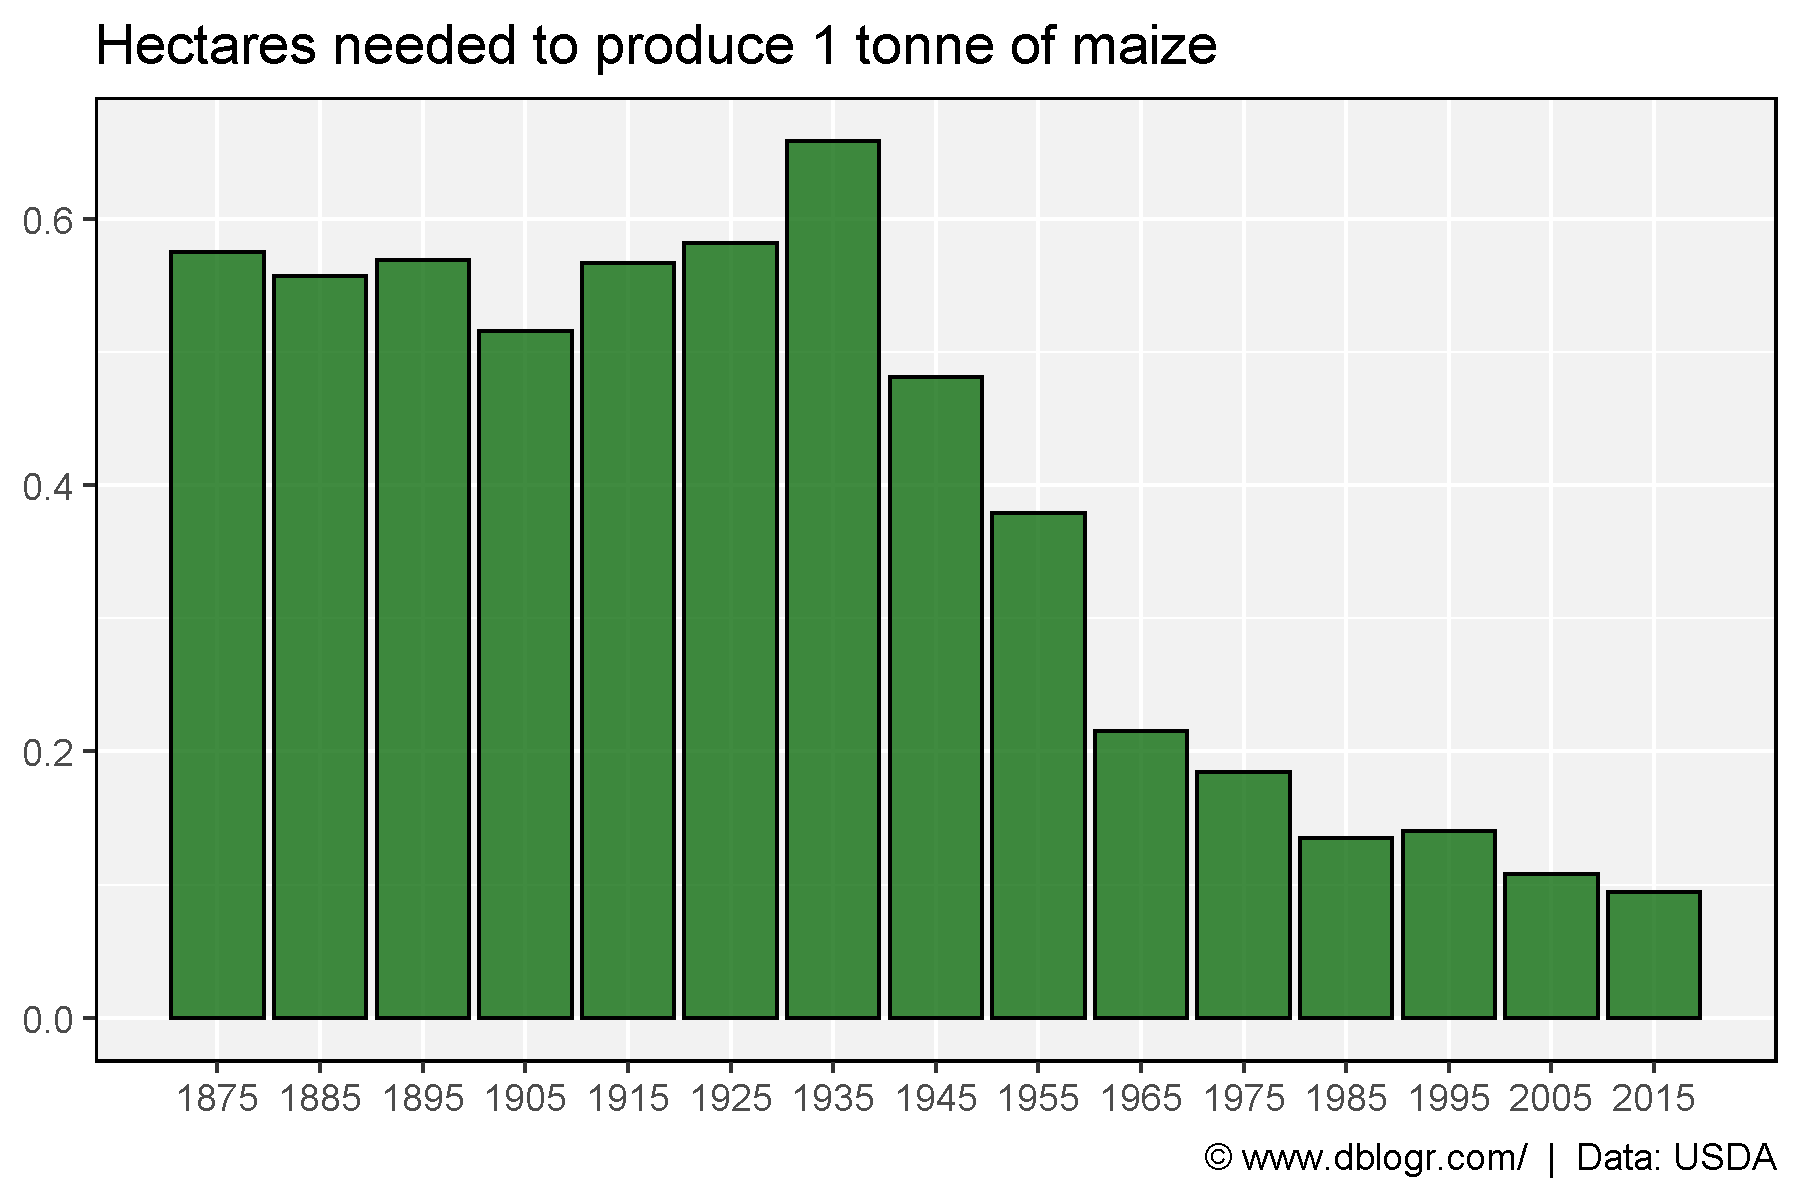 Hectares needed to produce 1 tonne of maize
0.6
0.4
0.2
0.0
1875 1885 1895 1905 1915 1925 1935 1945 1955 1965 1975 1985 1995 2005 2015
© www.dblogr.com/ | Data: USDA